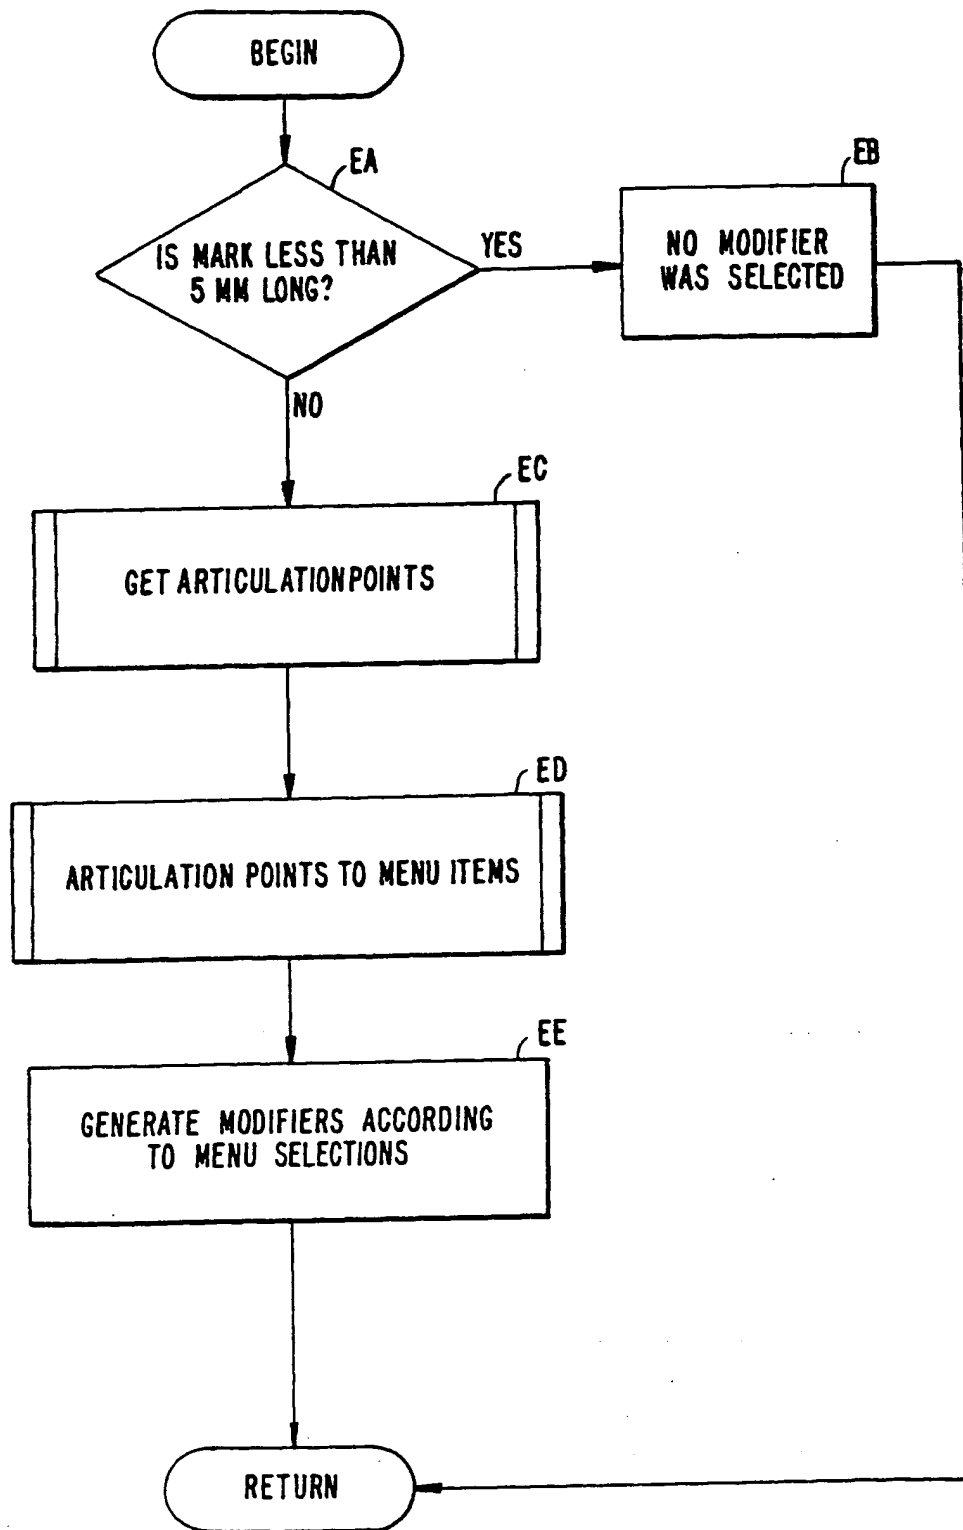 BEGIN
EA
IS MARK LESS THAN
5 MM LONG?
YES
EB
NO MODIFIER
WAS SELECTED
NO
EC
GET ARTICULATION POINTS
ED
ARTICULATION POINTS TO MENU ITEMS
EE
GENERATE MODIFIERS ACCORDING
TO MENU SELECTIONS
RETURN